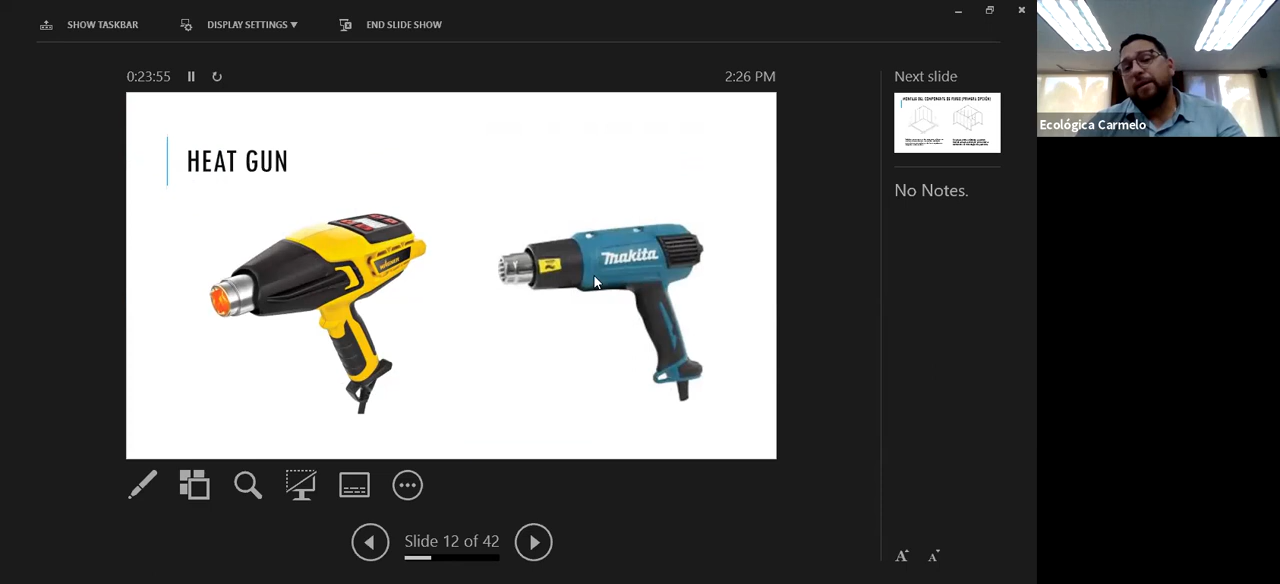 SHOW TASKBAR
DISPLAY SETTINGS ▼
END SLIDE SHOW
0:23:55
2:26 PM
HEAT GUN
makita
Next slide
No Notes.
Slide 12 of 42
A
A
Ecológica Carmelo